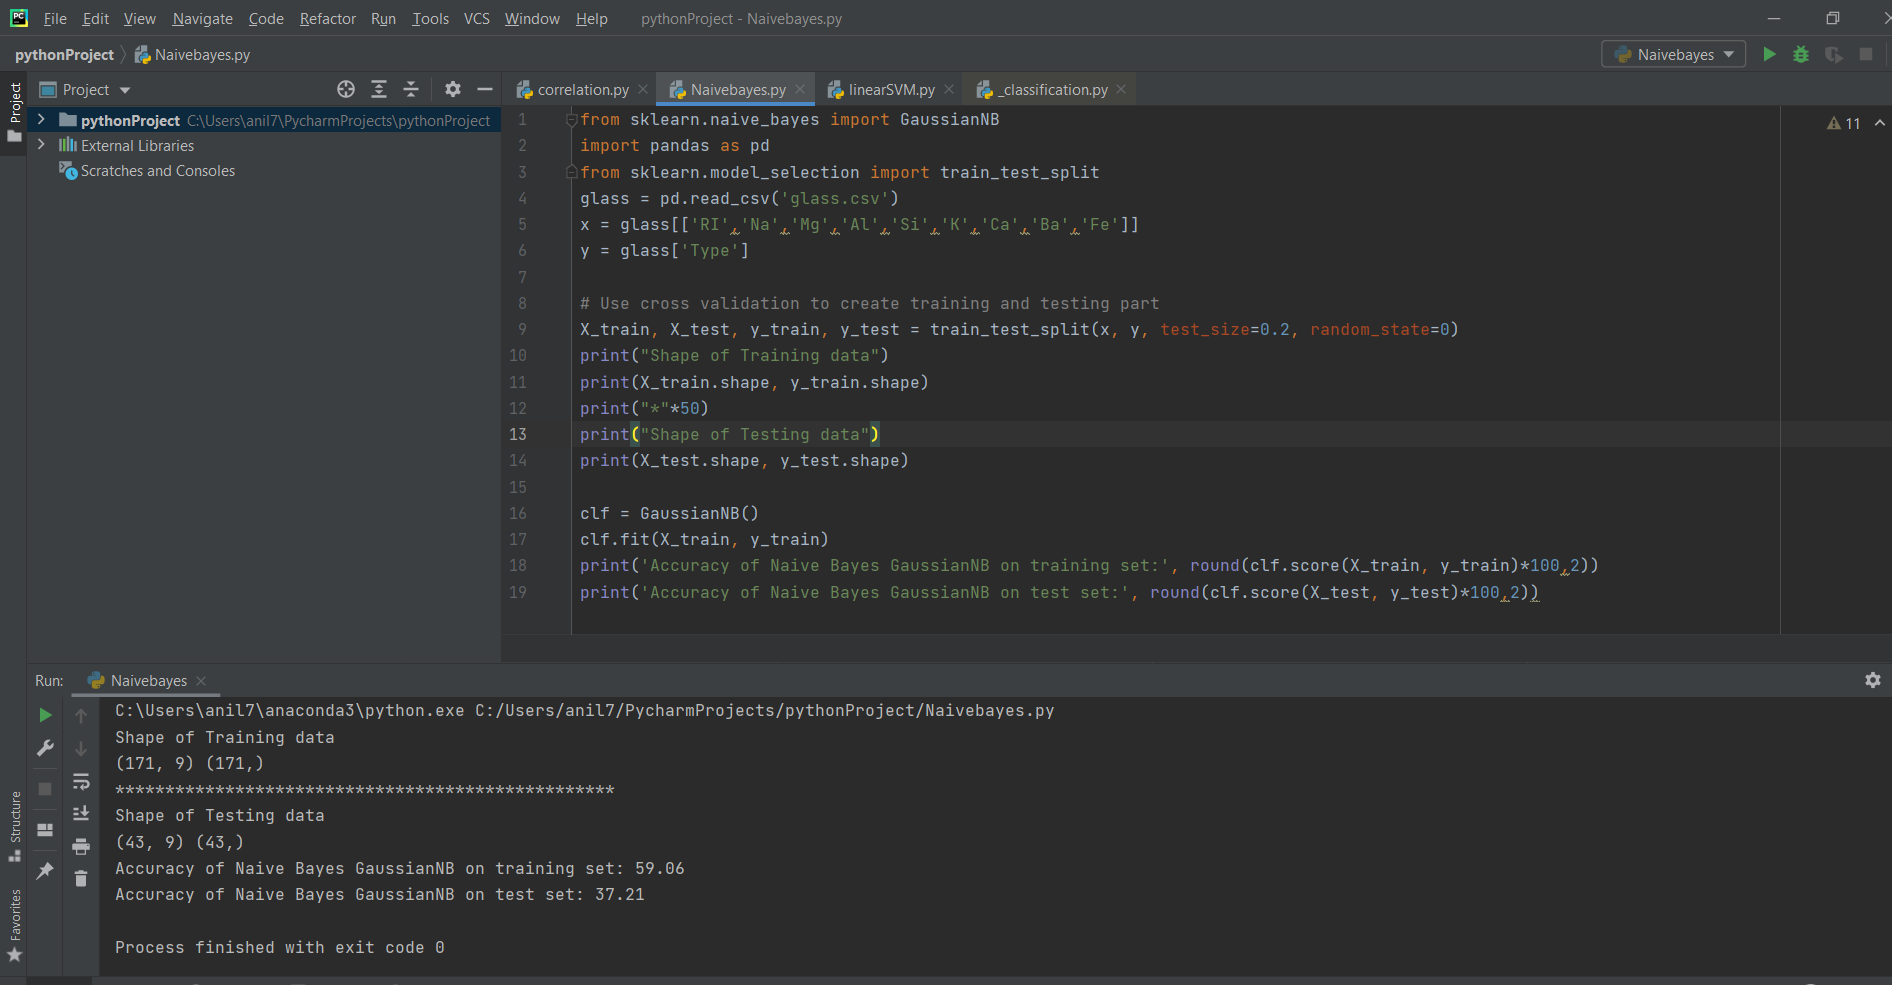 PC File Edit View Navigate Code Refactor Run Tools VCS Window Help pythonProject - Naivebayes.py
pythonProject Naivebayes.py Naivebayes
Project
Project
correlation.py Naivebayes.py linearSVM.py _classification.py
pythonProject C:\Users\anil7\PycharmProjects\pythonProject
External Libraries
Scratches and Consoles
11
1 from sklearn.naive_bayes import GaussianNB
2 import pandas as pd
3 from sklearn.model_selection import train_test_split
4 glass = pd.read_csv('glass.csv')
5 x = glass[['RI','Na','Mg','Al','Si','K','Ca','Ba','Fe']]
6 y = glass['Type']
7
8 # Use cross validation to create training and testing part
9 X_train, X_test, y_train, y_test = train_test_split(x, y, test_size=0.2, random_state=0)
10 print("Shape of Training data")
11 print(X_train.shape, y_train.shape)
12 print("*"*50)
13 print("Shape of Testing data")
14 print(X_test.shape, y_test.shape)
15
16 clf = GaussianNB()
17 clf.fit(X_train, y_train)
18 print('Accuracy of Naive Bayes GaussianNB on training set:', round(clf.score(X_train, y_train)*100,2))
19 print('Accuracy of Naive Bayes GaussianNB on test set:', round(clf.score(X_test, y_test)*100,2))
Run: Naivebayes
C:\Users\anil7\anaconda3\python.exe C:/Users/anil7/PycharmProjects/pythonProject/Naivebayes.py
Shape of Training data
(171, 9) (171,)
**************************************************
Shape of Testing data
(43, 9) (43,)
Accuracy of Naive Bayes GaussianNB on training set: 59.06
Accuracy of Naive Bayes GaussianNB on test set: 37.21
Process finished with exit code 0
Structure
Favorites